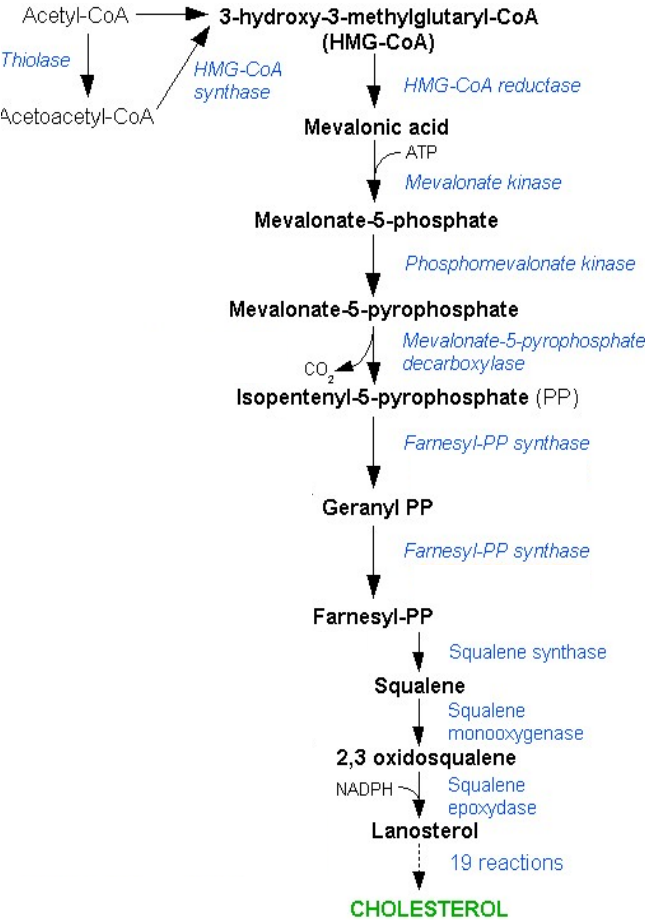 Acetyl-CoA
3-hydroxy-3-methylglutaryl-CoA
(HMG-CoA)
Thiolase
HMG-CoA
synthase
HMG-CoA reductase
Acetoacetyl-CoA
Mevalonic acid
ATP
Mevalonate kinase
Mevalonate-5-phosphate
Phosphomevalonate kinase
Mevalonate-5-pyrophosphate
Mevalonate-5-pyrophosphate
decarboxylase
CO2
Isopentenyl-5-pyrophosphate (PP)
Farnesyl-PP synthase
Geranyl PP
Farnesyl-PP synthase
Farnesyl-PP
Squalene synthase
Squalene
Squalene
monooxygenase
2,3 oxidosqualene
NADPH
Squalene
epoxydase
Lanosterol
19 reactions
CHOLESTEROL